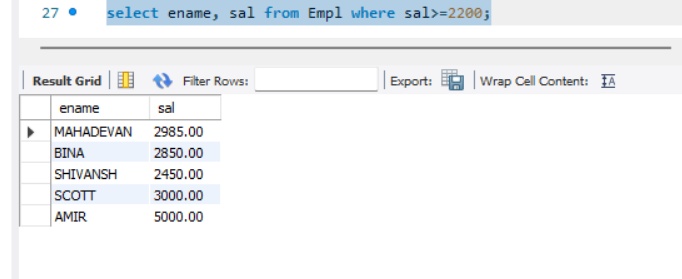 27 select ename, sal from Empl where sal>=2200;
Result Grid Filter Rows: Export: Wrap Cell Content: IA
ename sal
MAHADEVAN 2985.00
BINA 2850.00
SHIVANSH 2450.00
SCOTT 3000.00
AMIR 5000.00